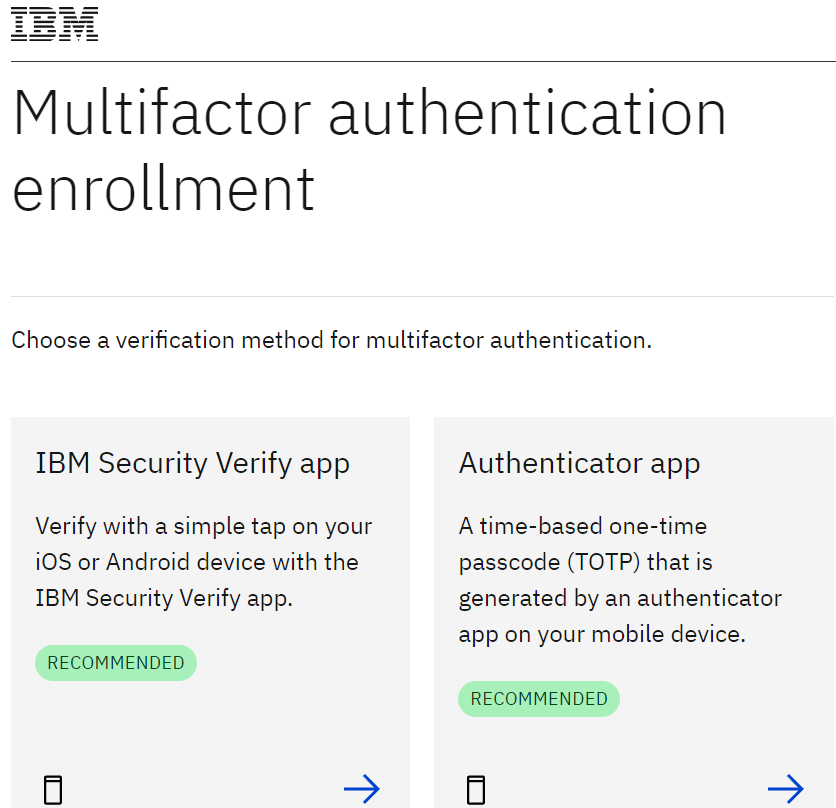 IBM
Multifactor authentication
enrollment
Choose a verification method for multifactor authentication.
IBM Security Verify app
Verify with a simple tap on your
iOS or Android device with the
IBM Security Verify app.
RECOMMENDED
Authenticator app
A time-based one-time
passcode (TOTP) that is
generated by an authenticator
app on your mobile device.
RECOMMENDED